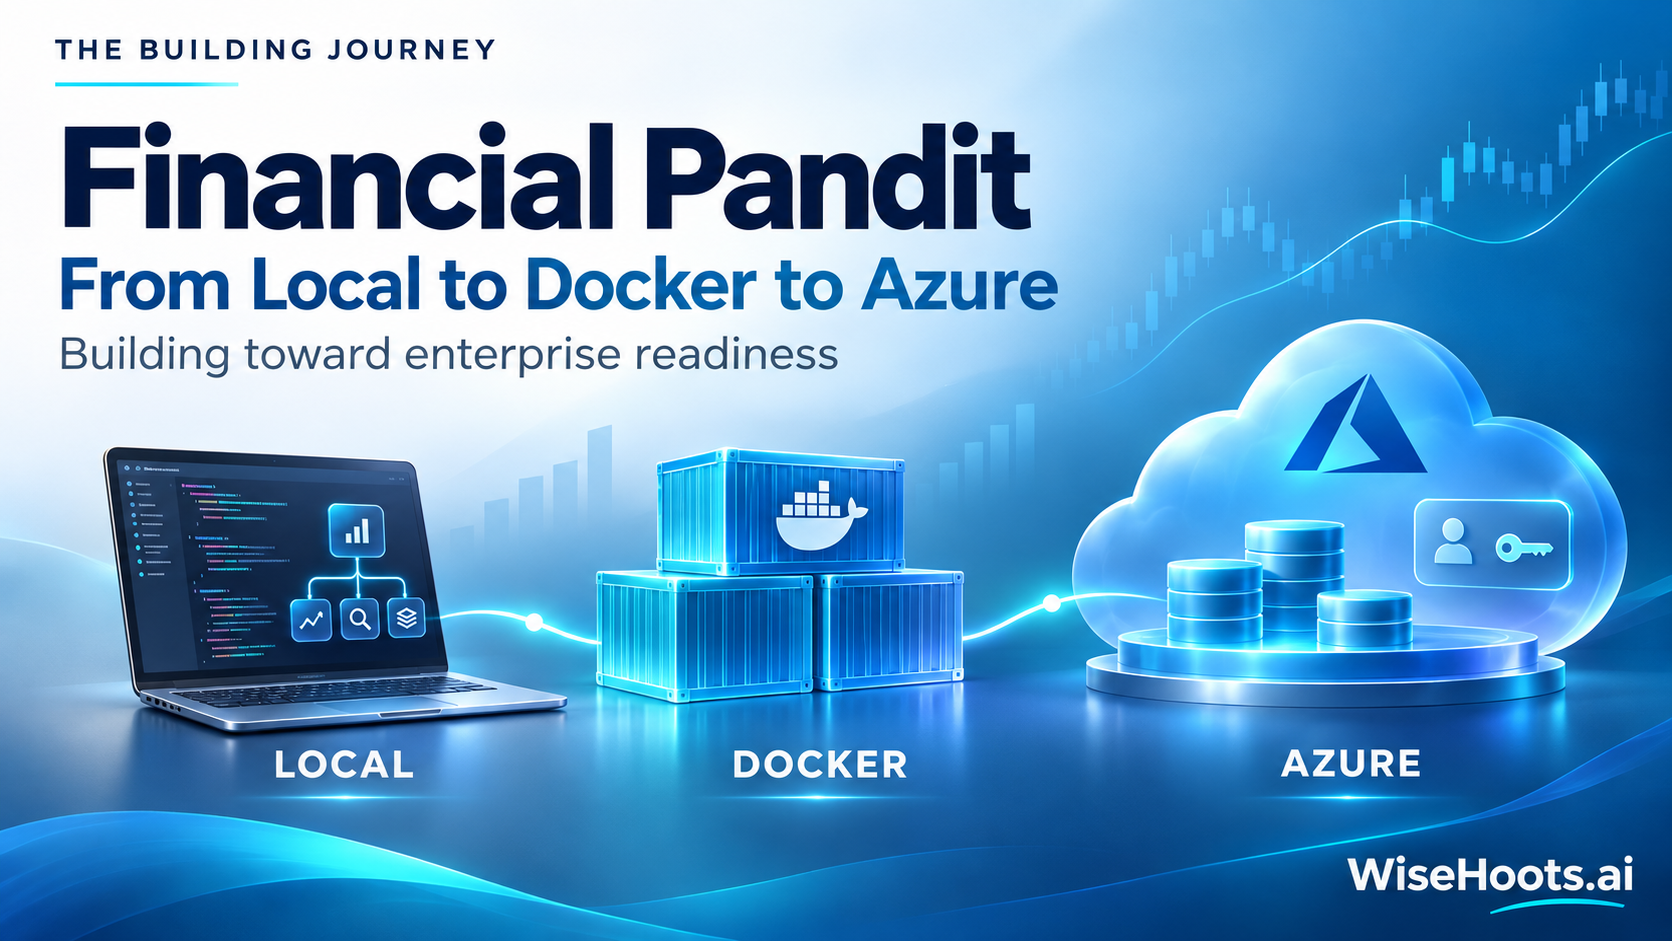 THE BUILDING JOURNEY
Financial Pandit
From Local to Docker to Azure
Building toward enterprise readiness
LOCAL
DOCKER
AZURE
WiseHoots.ai